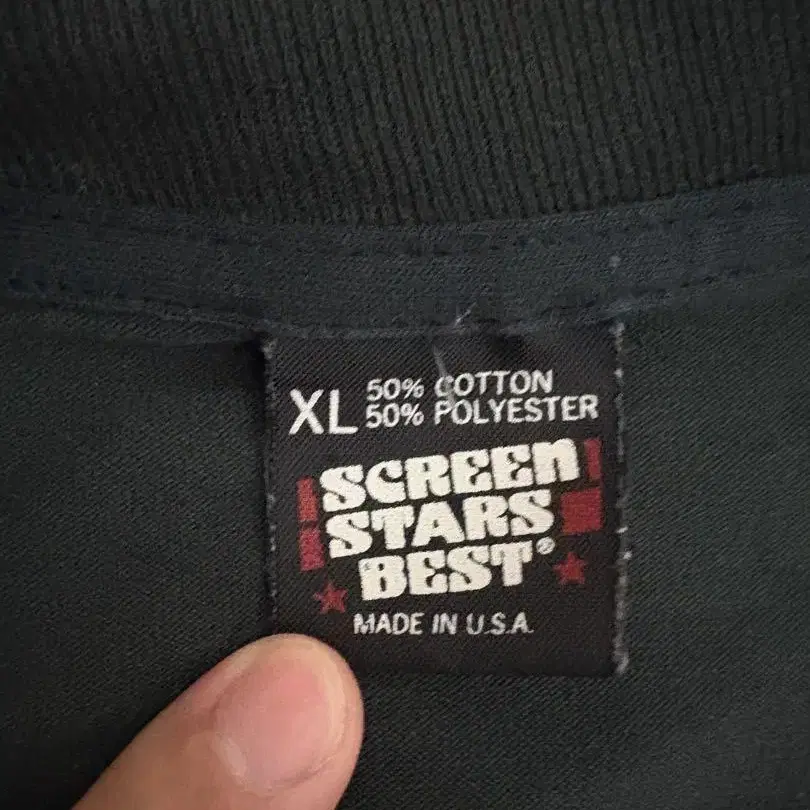 XL 50% COTTON
50% POLYESTER
SCREEN
STARS
BEST®
MADE IN U.S.A.